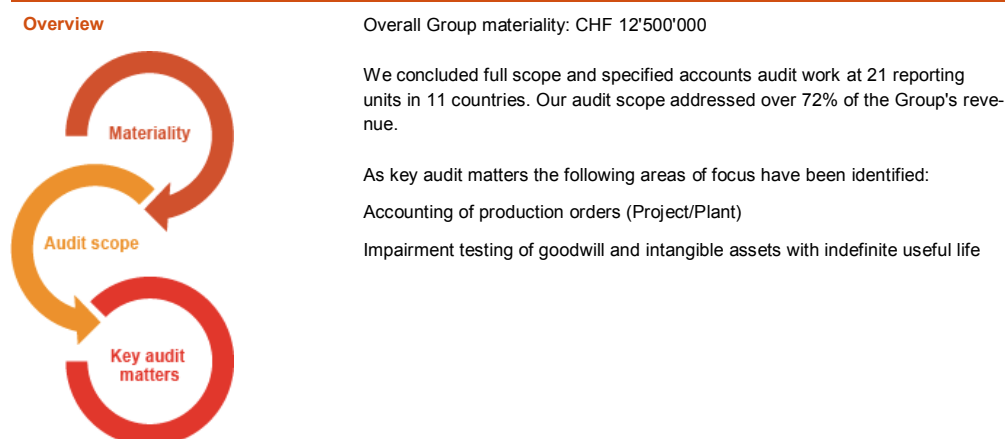 Overview
Overall Group materiality: CHF 12'500'000
We concluded full scope and specified accounts audit work at 21 reporting
units in 11 countries. Our audit scope addressed over 72% of the Group's reve-
nue.
As key audit matters the following areas of focus have been identified:
Accounting of production orders (Project/Plant)
Impairment testing of goodwill and intangible assets with indefinite useful life
Materiality
Audit scope
Key audit
matters